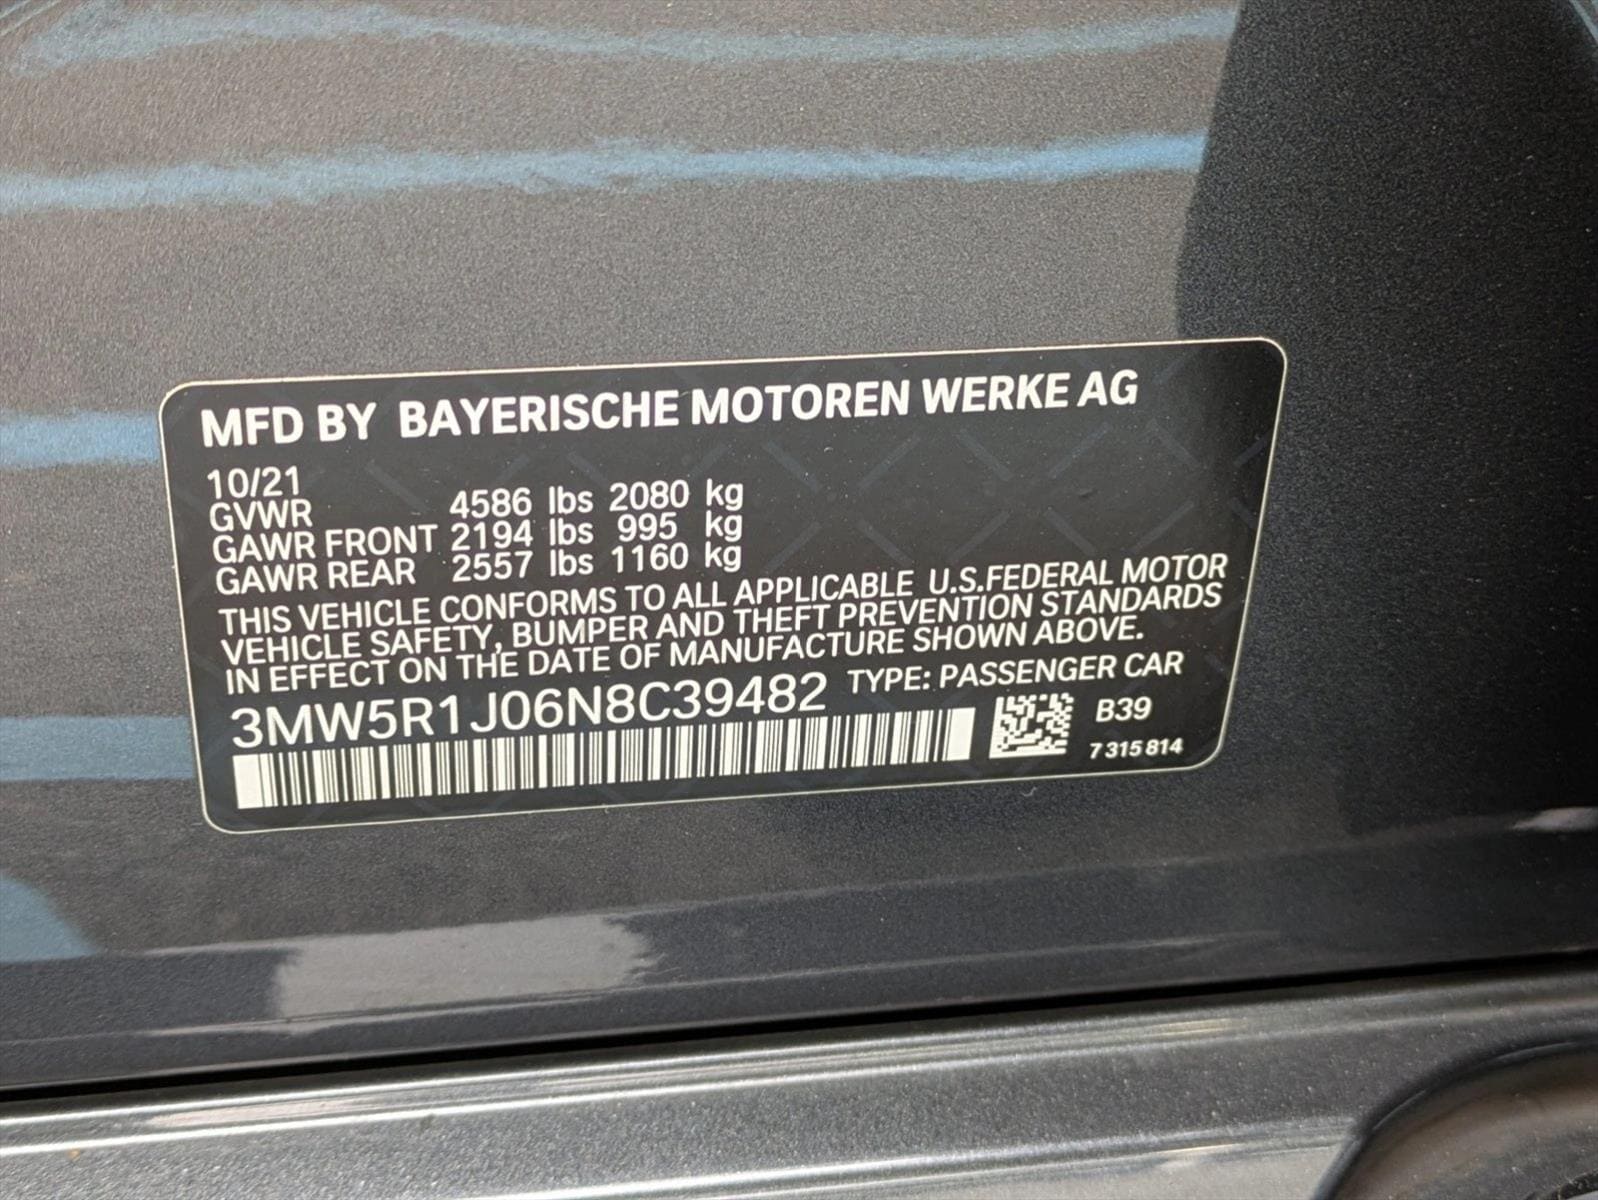 MFD BY BAYERISCHE MOTOREN WERKE AG
10/21
GVWR 4586 lbs 2080 kg
GAWR FRONT 2194 lbs 995 kg
GAWR REAR 2557 lbs 1160 kg
THIS VEHICLE CONFORMS TO ALL APPLICABLE U.S.FEDERAL MOTOR
VEHICLE SAFETY, BUMPER AND THEFT PREVENTION STANDARDS
IN EFFECT ON THE DATE OF MANUFACTURE SHOWN ABOVE.
3MW5R1J06N8C39482 TYPE: PASSENGER CAR
B39
7 315 814